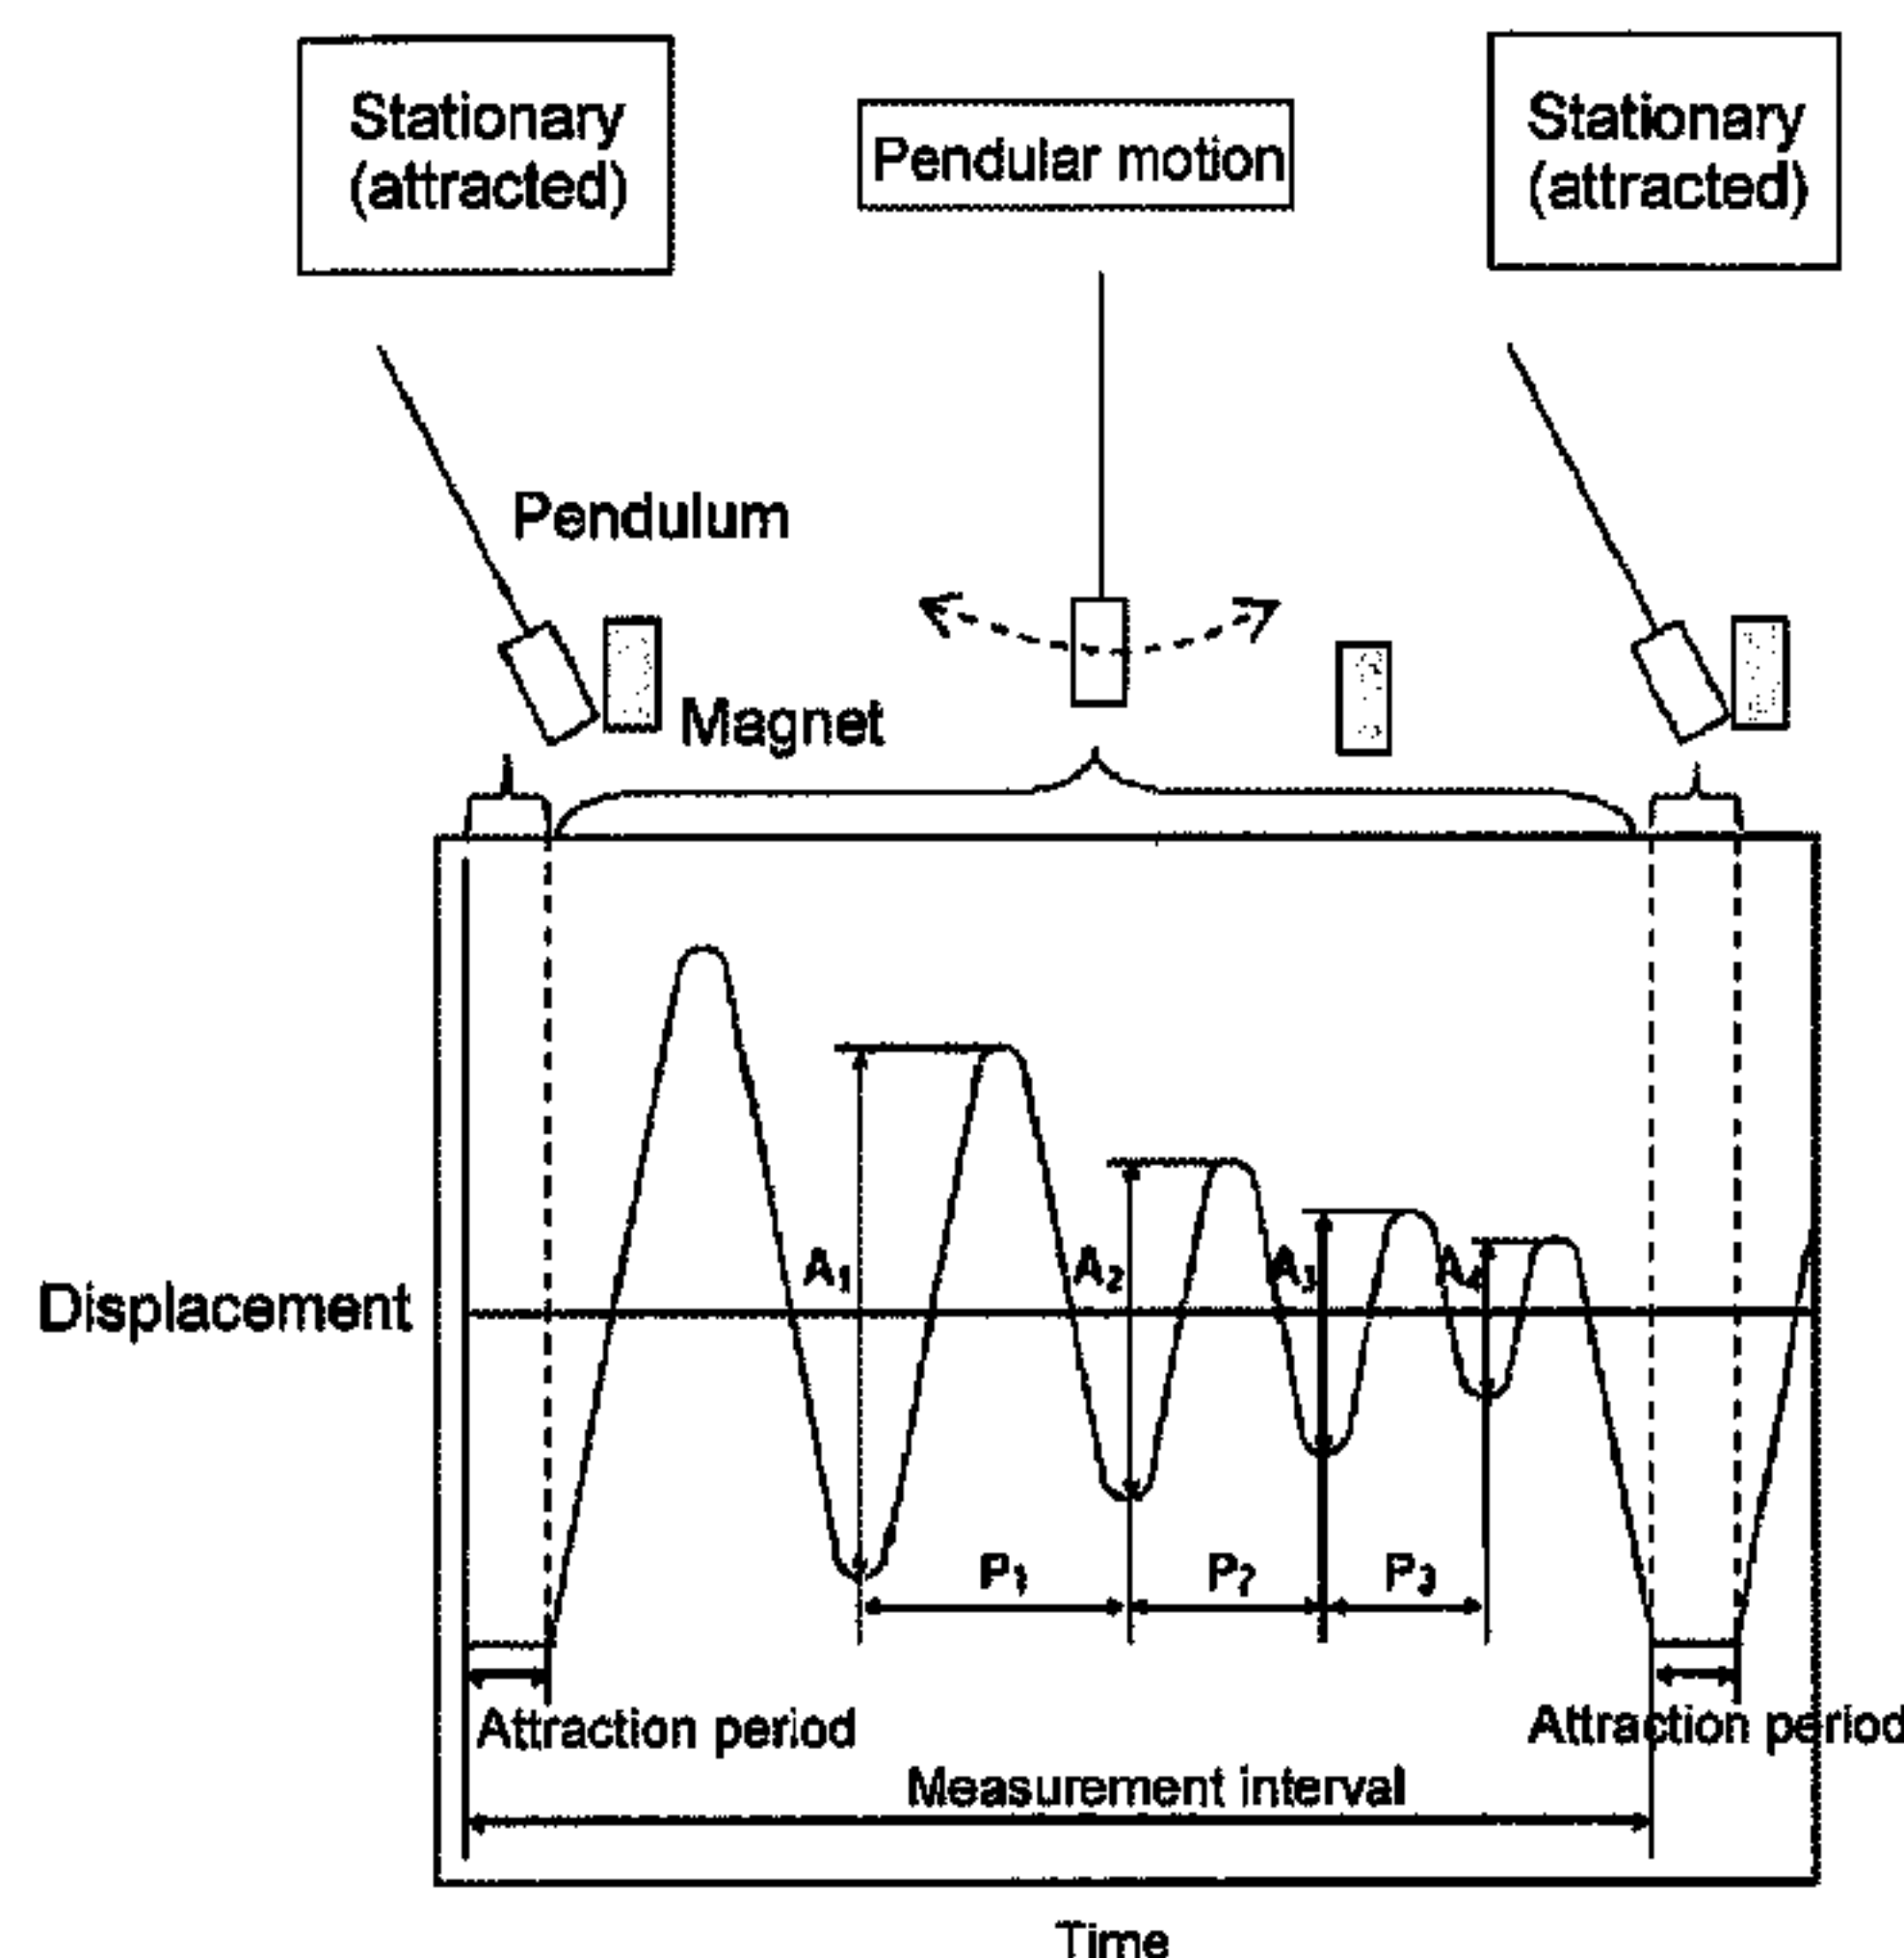 Stationary
(attracted)
Pendular motion
Stationary
(attracted)
Pendulum
Magnet
Displacement
A₁
A₂
A₃
A₄
P₁
P₂
P₃
Attraction period
Attraction period
Measurement interval
Time